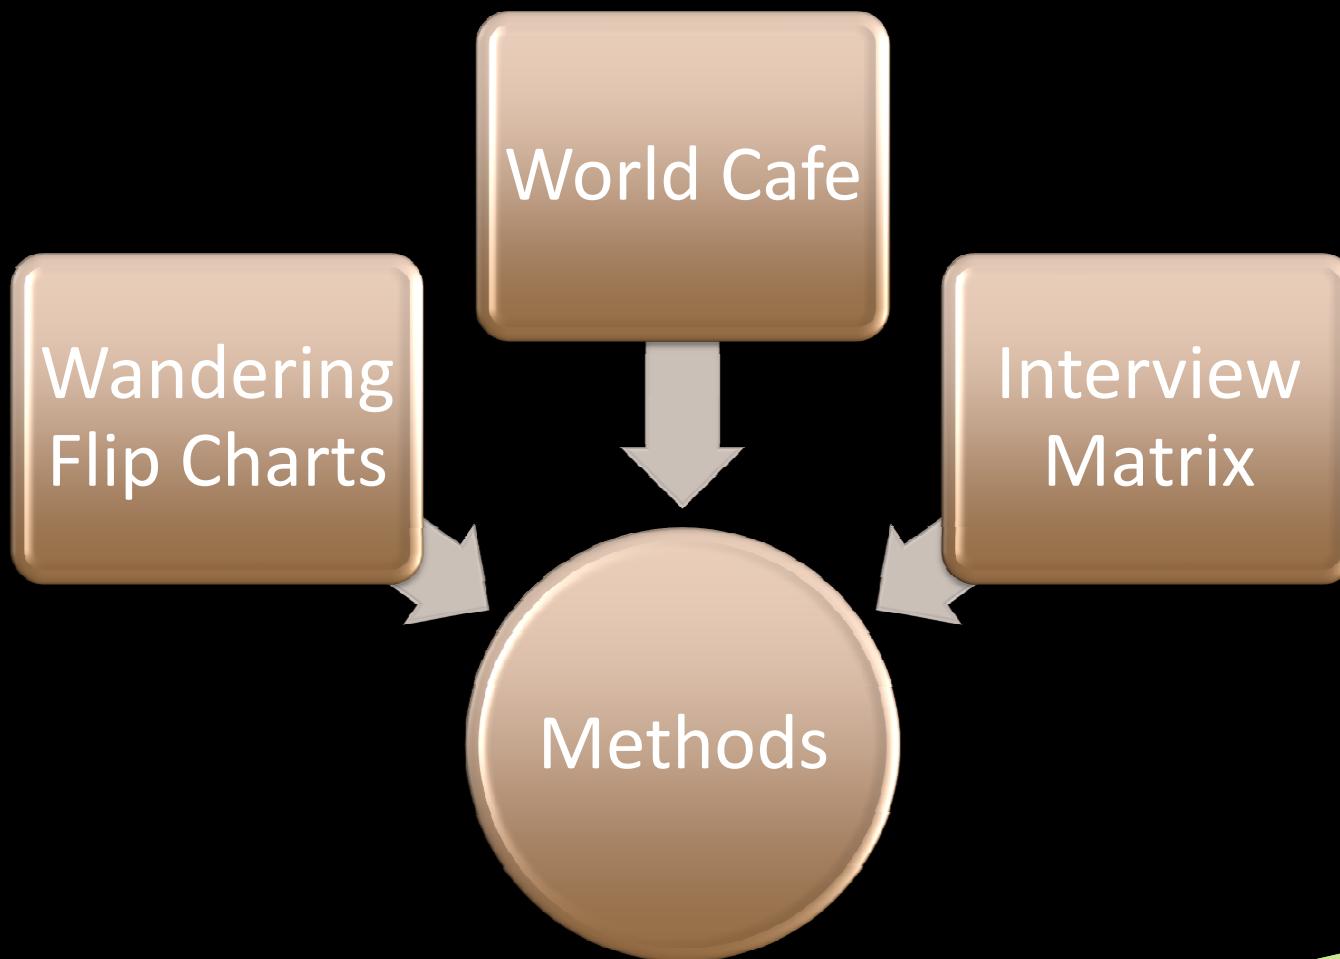 World Cafe
Wandering
Flip Charts
Interview
Matrix
Methods